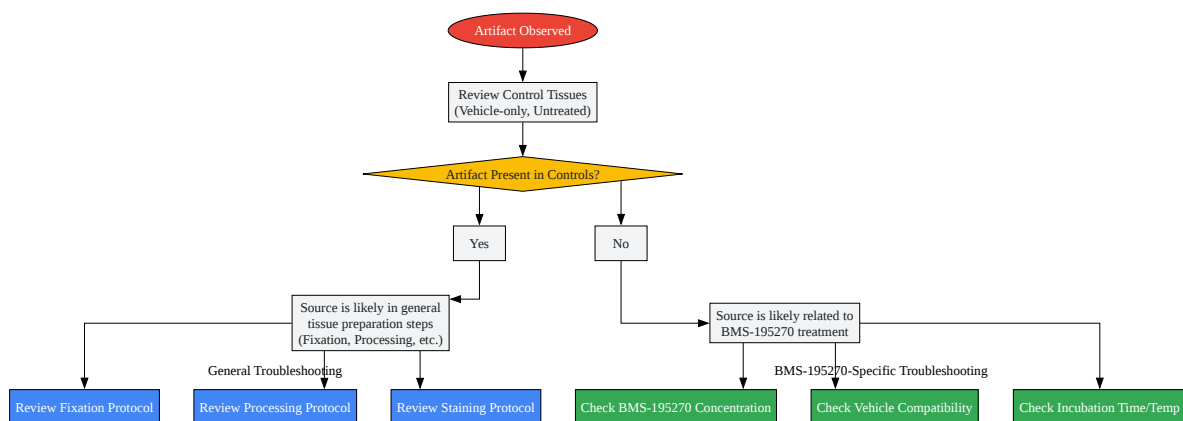 Artifact Observed
Review Control Tissues
(Vehicle-only, Untreated)
Artifact Present in Controls?
Yes
No
Source is likely in general
tissue preparation steps
(Fixation, Processing, etc.)
Source is likely related to
BMS-195270 treatment
General Troubleshooting
BMS-195270-Specific Troubleshooting
Review Fixation Protocol
Review Processing Protocol
Review Staining Protocol
Check BMS-195270 Concentration
Check Vehicle Compatibility
Check Incubation Time/Temp